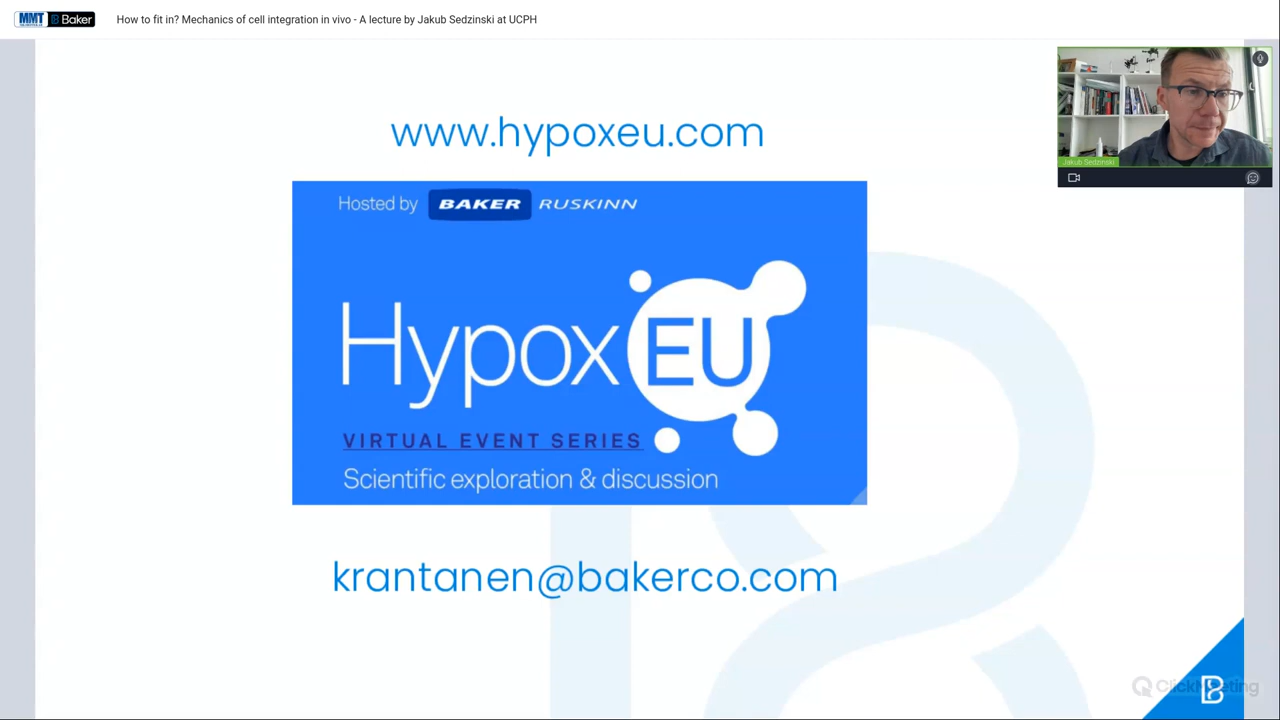 MMT Baker
How to fit in? Mechanics of cell integration in vivo - A lecture by Jakub Sedzinski at UCPH
www.hypoxeu.com
Hosted by BAKER RUSKINN
HypoxEU
VIRTUAL EVENT SERIES
Scientific exploration & discussion
krantanen@bakerco.com
Jakub Sedzinski
ClickMeeting